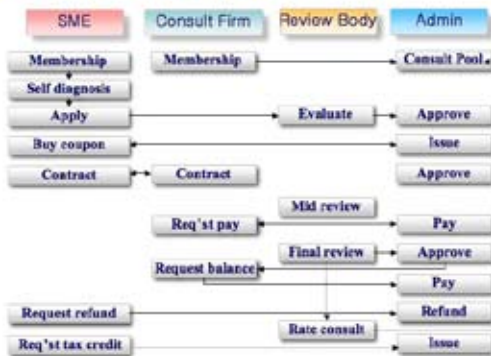 SME Consult Firm Review Body Admin
Membership Membership Consult Pool
Self diagnosis
Apply Evaluate Approve
Buy coupon Issue
Contract Contract Approve
Mid review
Req'st pay Pay
Final review Approve
Request balance
Pay
Request refund Refund
Rate consult
Req'st tax credit Issue